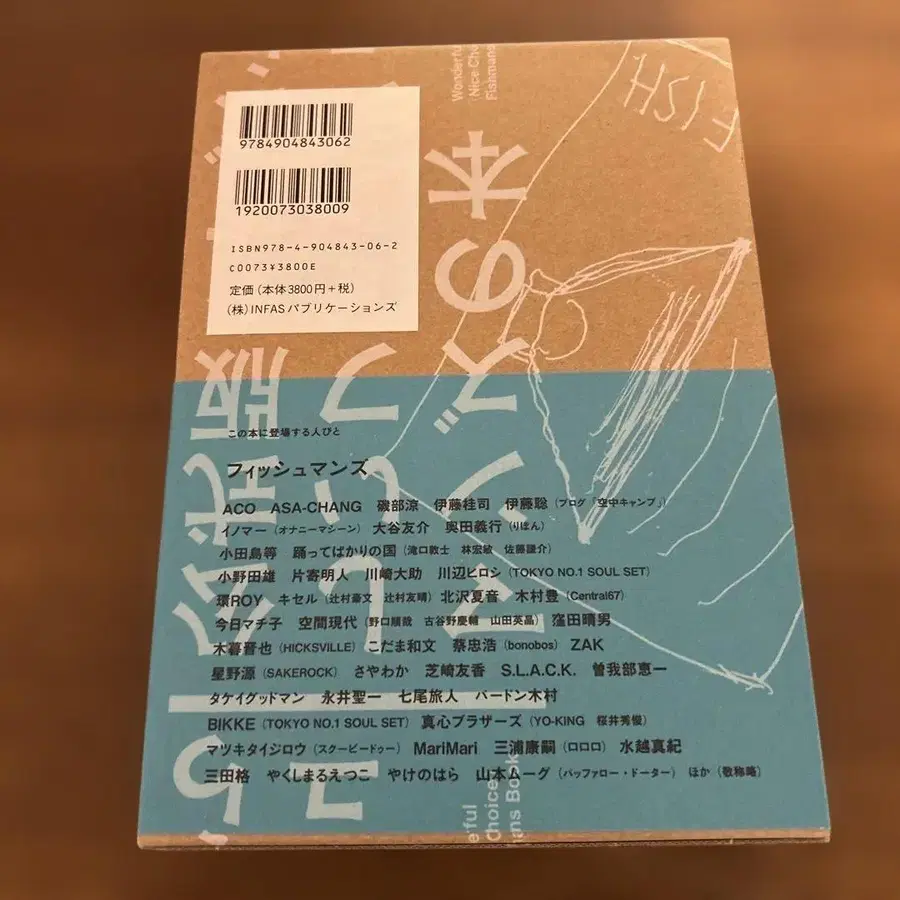 9784904843062
1920073038009
ISBN978-4-904843-06-2
C0073¥3800E
定価(本体3800円+税)
(株)INFASパブリケーションズ
Wonderful
(Nice Choice
Fishmans
FISH
ズの本
この本に登場する人びと
フィッシュマンズ
ACO ASA-CHANG 磯部涼 伊藤桂司 伊藤聡(ブログ「空中キャンプ」)
イノマー(オナニーマシーン) 大谷友介 奥田義行(りぼん)
小田島等 踊ってばかりの国(滝口敦士 林宏敏 佐藤謙介)
小野田雄 片寄明人 川﨑大助 川辺ヒロシ(TOKYO NO.1 SOUL SET)
環ROY キセル(辻村豪文 辻村友晴) 北沢夏音 木村豊(Central67)
今日マチ子 空間現代(野口順哉 古谷野慶輔 山田英晶) 窪田晴男
木暮晋也(HICKSVILLE) こだま和文 蔡忠浩(bonobos) ZAK
星野源(SAKEROCK) さやわか 芝崎友香 S.L.A.C.K. 曽我部恵一
タケイグッドマン 永井聖一 七尾旅人 バードン木村
BIKKE(TOKYO NO.1 SOUL SET) 真心ブラザーズ(YO-KING 桜井秀俊)
マツキタイジロウ(スクービードゥー) MariMari 三浦康嗣(口口口) 水越真紀
三田格 やくしまるえつこ やけのはら 山本ムーグ(バッファロー・ドーター) ほか(敬称略)